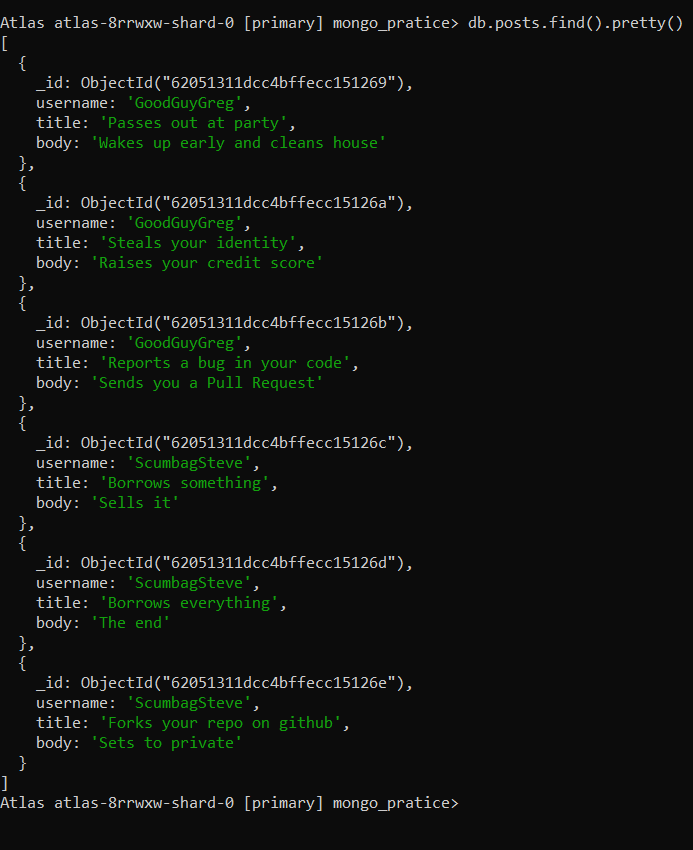 Atlas atlas-8rrwxw-shard-0 [primary] mongo_pratice> db.posts.find().pretty()
[
  {
    _id: ObjectId("62051311dcc4bffecc151269"),
    username: 'GoodGuyGreg',
    title: 'Passes out at party',
    body: 'Wakes up early and cleans house'
  },
  {
    _id: ObjectId("62051311dcc4bffecc15126a"),
    username: 'GoodGuyGreg',
    title: 'Steals your identity',
    body: 'Raises your credit score'
  },
  {
    _id: ObjectId("62051311dcc4bffecc15126b"),
    username: 'GoodGuyGreg',
    title: 'Reports a bug in your code',
    body: 'Sends you a Pull Request'
  },
  {
    _id: ObjectId("62051311dcc4bffecc15126c"),
    username: 'ScumbagSteve',
    title: 'Borrows something',
    body: 'Sells it'
  },
  {
    _id: ObjectId("62051311dcc4bffecc15126d"),
    username: 'ScumbagSteve',
    title: 'Borrows everything',
    body: 'The end'
  },
  {
    _id: ObjectId("62051311dcc4bffecc15126e"),
    username: 'ScumbagSteve',
    title: 'Forks your repo on github',
    body: 'Sets to private'
  }
]
Atlas atlas-8rrwxw-shard-0 [primary] mongo_pratice>